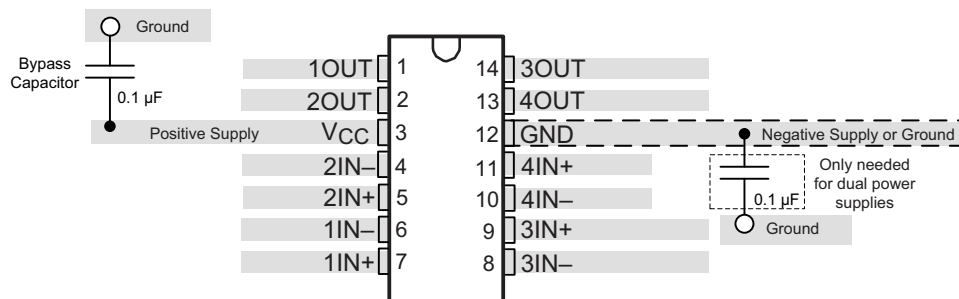 Ground
Bypass
Capacitor
0.1 µF
Positive Supply
1OUT 1
2OUT 2
VCC 3
2IN– 4
2IN+ 5
1IN– 6
1IN+ 7
14 3OUT
13 4OUT
12 GND
11 4IN+
10 4IN–
9 3IN+
8 3IN–
Negative Supply or Ground
Only needed
for dual power
supplies
0.1 µF
Ground